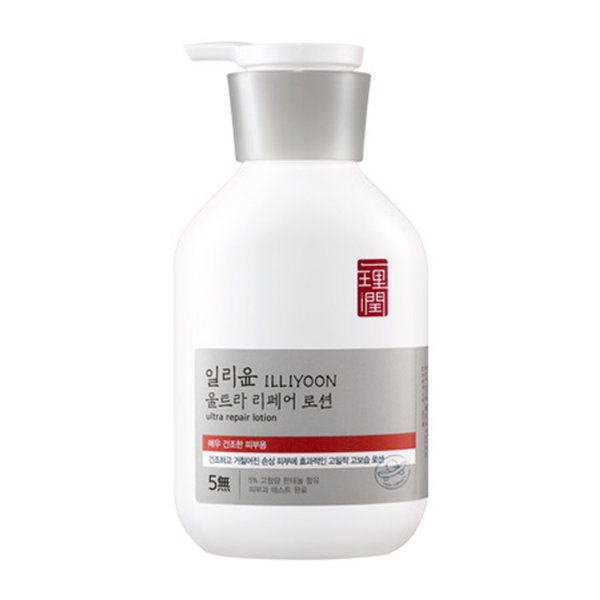 一理潤
일리윤 ILLIYOON
울트라 리페어 로션
ultra repair lotion
매우 건조한 피부용
건조하고 거칠어진 손상 피부에 효과적인 고밀착 고보습 로션
5無
5% 고함량 판테놀 함유
피부과 테스트 완료